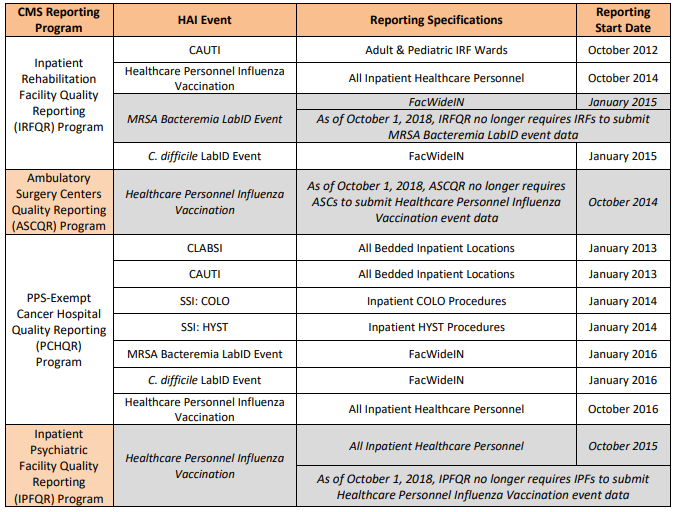 CMS Reporting
Program
HAI Event
Reporting Specifications
Reporting
Start Date
Inpatient
Rehabilitation
Facility Quality
Reporting
(IRFQR) Program
CAUTI
Adult & Pediatric IRF Wards
October 2012
Healthcare Personnel Influenza
Vaccination
All Inpatient Healthcare Personnel
October 2014
MRSA Bacteremia LabID Event
FacWideIN
January 2015
As of October 1, 2018, IRFQR no longer requires IRFs to submit
MRSA Bacteremia LabID event data
C. difficile LabID Event
FacWideIN
January 2015
Ambulatory
Surgery Centers
Quality Reporting
(ASCQR) Program
Healthcare Personnel Influenza
Vaccination
As of October 1, 2018, ASCQR no longer requires
ASCs to submit Healthcare Personnel Influenza
Vaccination event data
October 2014
PPS-Exempt
Cancer Hospital
Quality Reporting
(PCHQR)
Program
CLABSI
All Bedded Inpatient Locations
January 2013
CAUTI
All Bedded Inpatient Locations
January 2013
SSI: COLO
Inpatient COLO Procedures
January 2014
SSI: HYST
Inpatient HYST Procedures
January 2014
MRSA Bacteremia LabID Event
FacWideIN
January 2016
C. difficile LabID Event
FacWideIN
January 2016
Healthcare Personnel Influenza
Vaccination
All Inpatient Healthcare Personnel
October 2016
Inpatient
Psychiatric
Facility Quality
Reporting
(IPFQR) Program
Healthcare Personnel Influenza
Vaccination
All Inpatient Healthcare Personnel
October 2015
As of October 1, 2018, IPFQR no longer requires IPFs to submit
Healthcare Personnel Influenza Vaccination event data